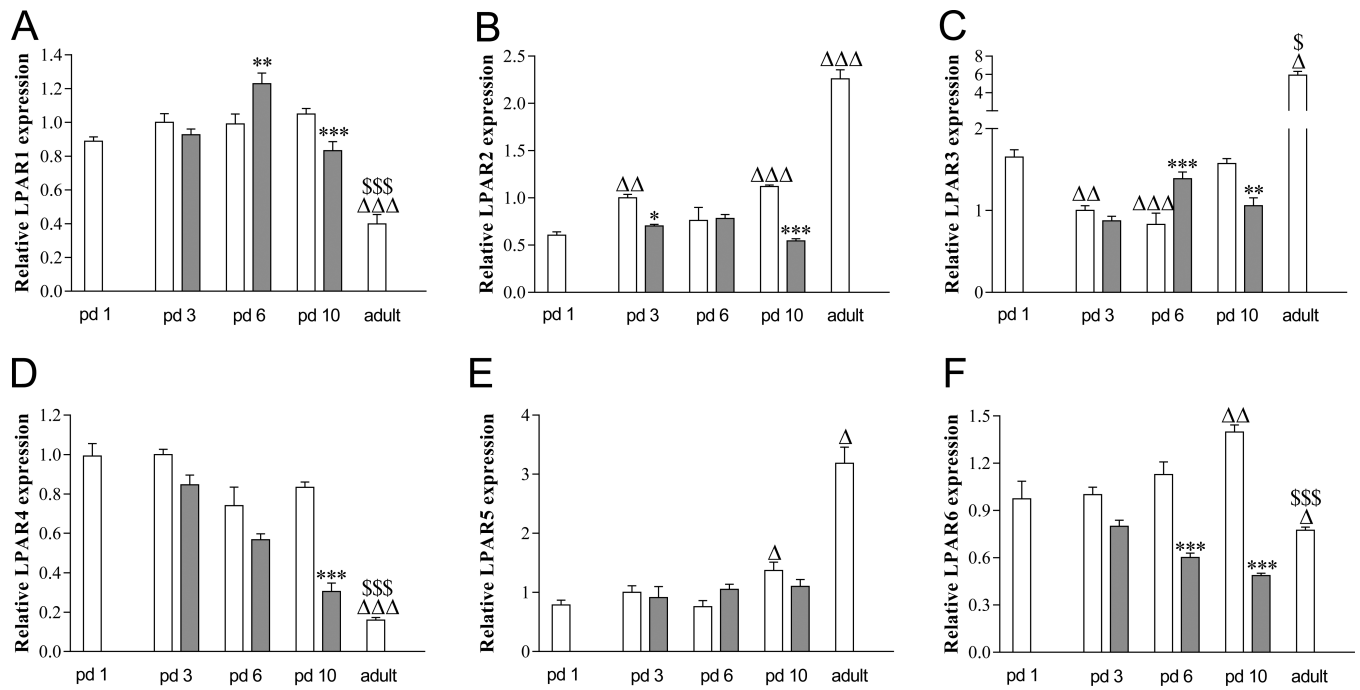 A
Relative LPAR1 expression
1.4
1.2
1.0
0.8
0.6
0.4
0.2
0.0
**
***
$$$
ΔΔΔ
pd 1 pd 3 pd 6 pd 10 adult
B
Relative LPAR2 expression
2.5
2.0
1.5
1.0
0.5
0.0
ΔΔ
*
ΔΔΔ
***
ΔΔΔ
pd 1 pd 3 pd 6 pd 10 adult
C
Relative LPAR3 expression
8
6
4
2
1
0
ΔΔ
ΔΔΔ
***
**
$
Δ
pd 1 pd 3 pd 6 pd 10 adult
D
Relative LPAR4 expression
1.2
1.0
0.8
0.6
0.4
0.2
0.0
***
$$$
ΔΔΔ
pd 1 pd 3 pd 6 pd 10 adult
E
Relative LPAR5 expression
4
3
2
1
0
Δ
Δ
pd 1 pd 3 pd 6 pd 10 adult
F
Relative LPAR6 expression
1.5
1.2
0.9
0.6
0.3
0.0
***
ΔΔ
***
$$$
Δ
pd 1 pd 3 pd 6 pd 10 adult